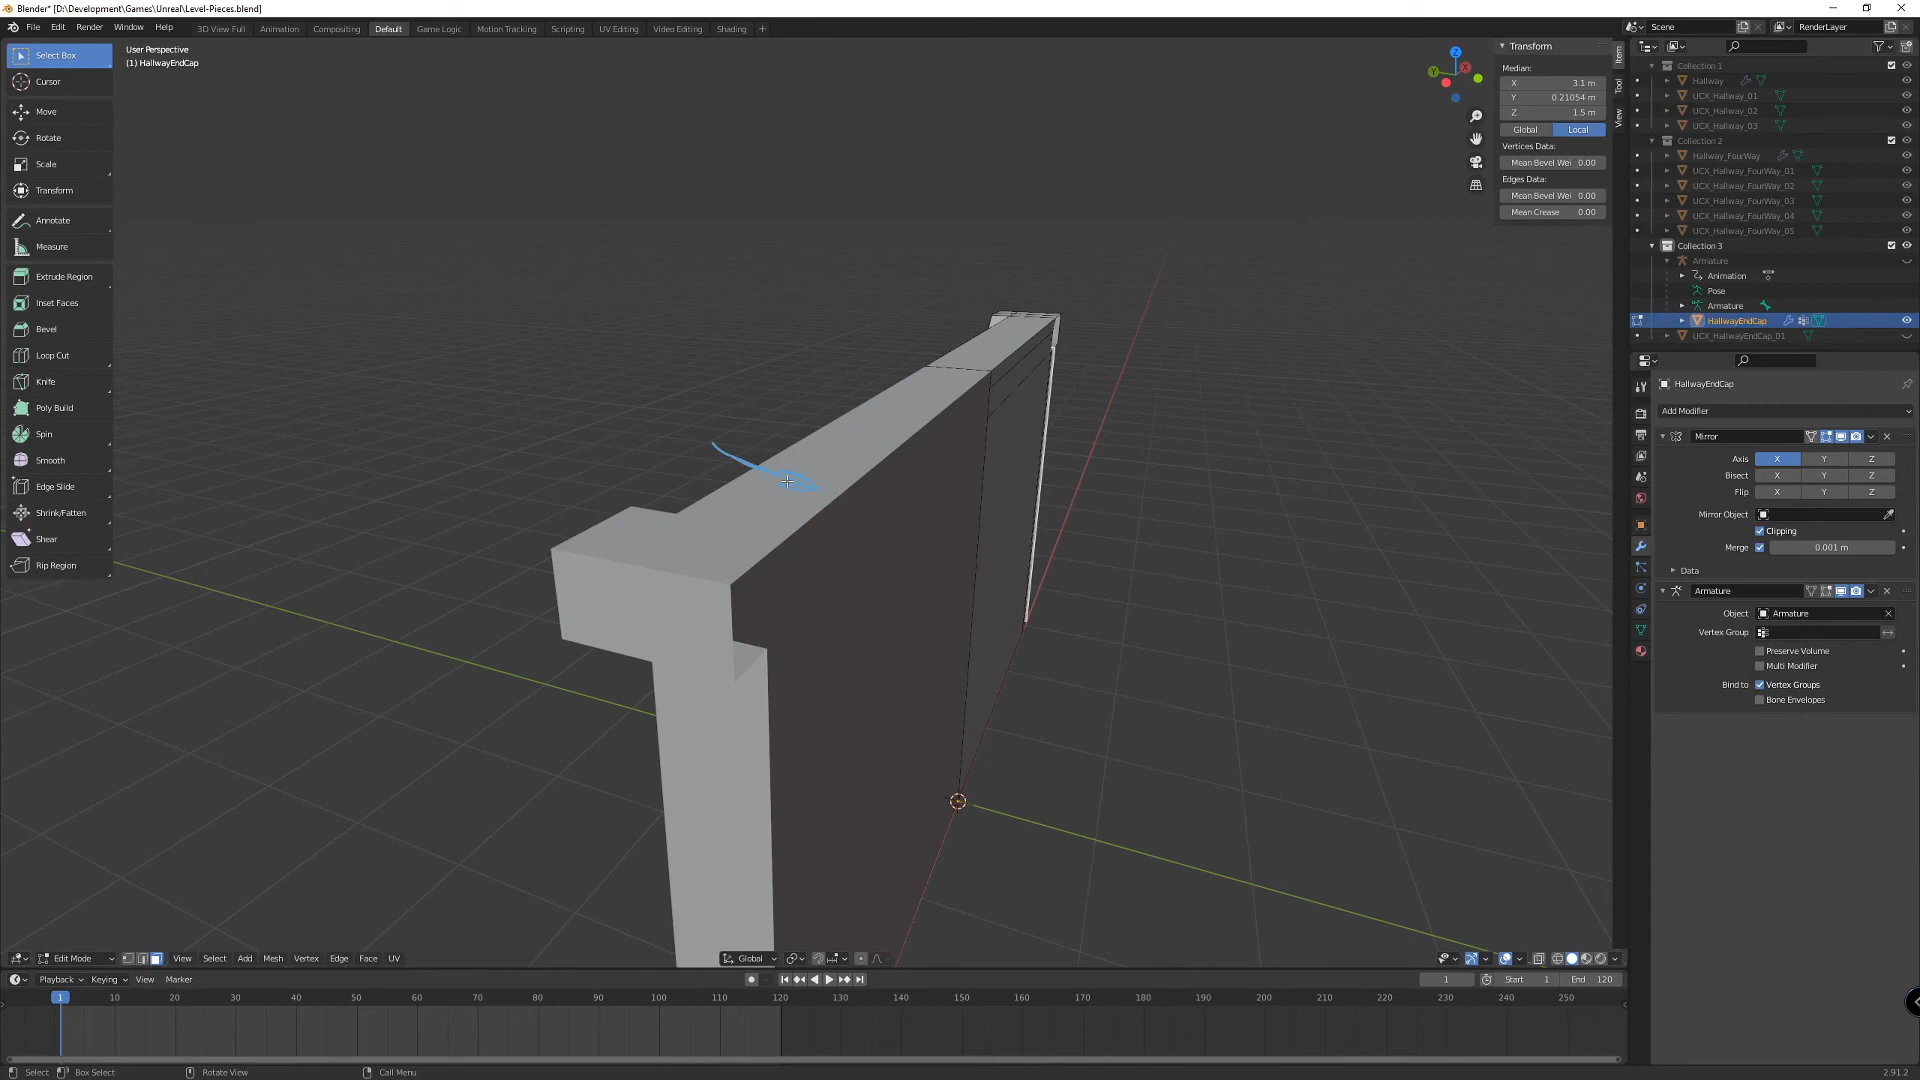 Blender* [D:\Development\Games\Unreal\Level-Pieces.blend]
File Edit Render Window Help
3D View Full Animation Compositing Default Game Logic Motion Tracking Scripting UV Editing Video Editing Shading +
Scene
RenderLayer
Select Box
Cursor
Move
Rotate
Scale
Transform
Annotate
Measure
Extrude Region
Inset Faces
Bevel
Loop Cut
Knife
Poly Build
Spin
Smooth
Edge Slide
Shrink/Fatten
Shear
Rip Region
User Perspective
(1) HallwayEndCap
Z
X
Y
Transform
Median:
X 3.1 m
Y 0.21054 m
Z 1.5 m
Global Local
Vertices Data:
Mean Bevel Wei 0.00
Edges Data:
Mean Bevel Wei 0.00
Mean Crease 0.00
Item
Tool
View
Collection 1
Hallway
UCX_Hallway_01
UCX_Hallway_02
UCX_Hallway_03
Collection 2
Hallway_FourWay
UCX_Hallway_FourWay_01
UCX_Hallway_FourWay_02
UCX_Hallway_FourWay_03
UCX_Hallway_FourWay_04
UCX_Hallway_FourWay_05
Collection 3
Armature
Animation
Pose
Armature
HallwayEndCap
UCX_HallwayEndCap_01
HallwayEndCap
Add Modifier
Mirror
Axis X Y Z
Bisect X Y Z
Flip X Y Z
Mirror Object
Clipping
Merge 0.001 m
Data
Armature
Object Armature
Vertex Group
Preserve Volume
Multi Modifier
Bind to Vertex Groups
Bone Envelopes
Edit Mode View Select Add Mesh Vertex Edge Face UV
Global
Playback Keying View Marker
1 Start 1 End 120
1 10 20 30 40 50 60 70 80 90 100 110 120 130 140 150 160 170 180 190 200 210 220 230 240 250
Select Box Select Rotate View Call Menu
2.91.2